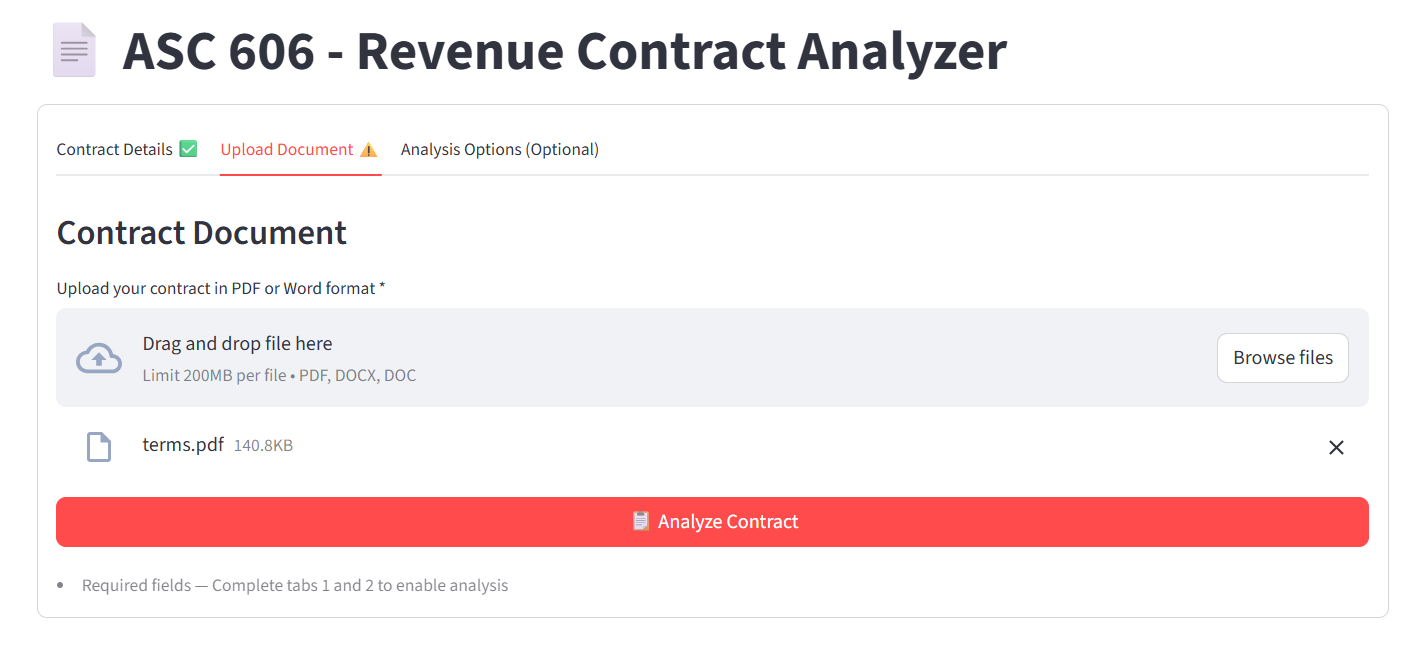 ASC 606 - Revenue Contract Analyzer
Contract Details ✅ Upload Document ⚠️ Analysis Options (Optional)
Contract Document
Upload your contract in PDF or Word format *
Drag and drop file here
Limit 200MB per file • PDF, DOCX, DOC
Browse files
terms.pdf 140.8KB
Analyze Contract
• Required fields — Complete tabs 1 and 2 to enable analysis